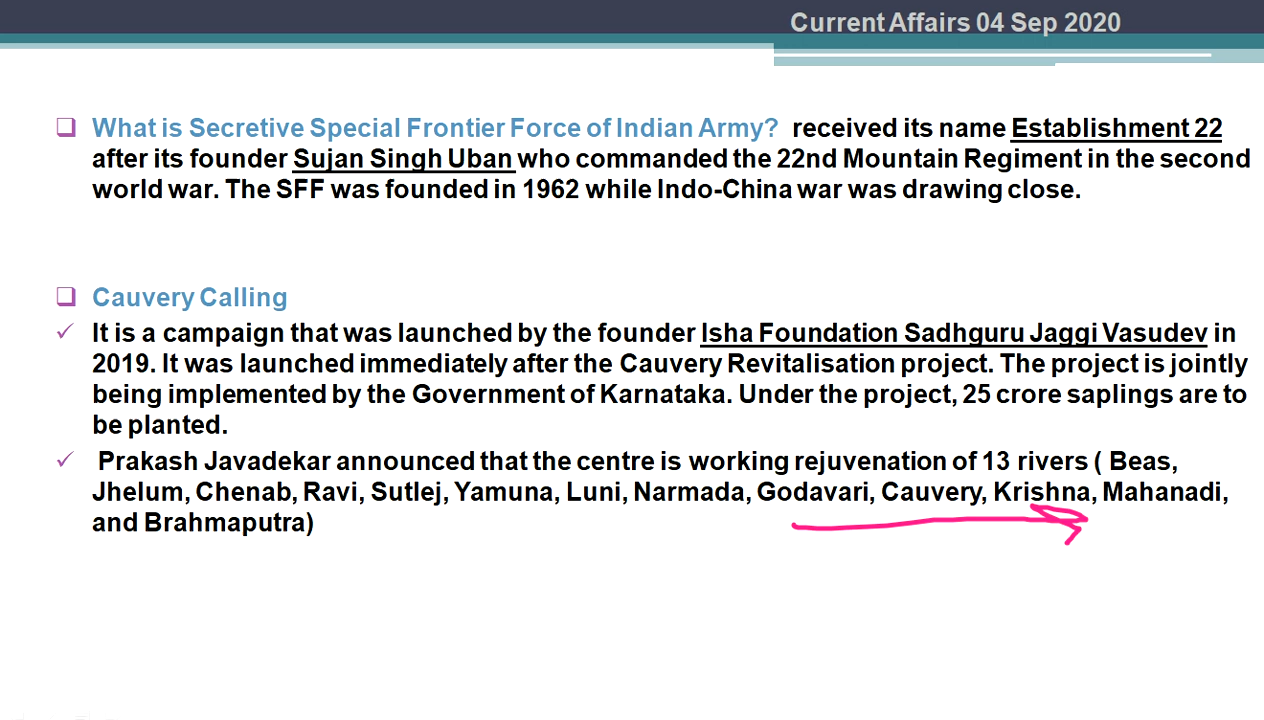 Current Affairs 04 Sep 2020
What is Secretive Special Frontier Force of Indian Army? received its name Establishment 22
after its founder Sujan Singh Uban who commanded the 22nd Mountain Regiment in the second
world war. The SFF was founded in 1962 while Indo-China war was drawing close.
Cauvery Calling
It is a campaign that was launched by the founder Isha Foundation Sadhguru Jaggi Vasudev in
2019. It was launched immediately after the Cauvery Revitalisation project. The project is jointly
being implemented by the Government of Karnataka. Under the project, 25 crore saplings are to
be planted.
Prakash Javadekar announced that the centre is working rejuvenation of 13 rivers ( Beas,
Jhelum, Chenab, Ravi, Sutlej, Yamuna, Luni, Narmada, Godavari, Cauvery, Krishna, Mahanadi,
and Brahmaputra)